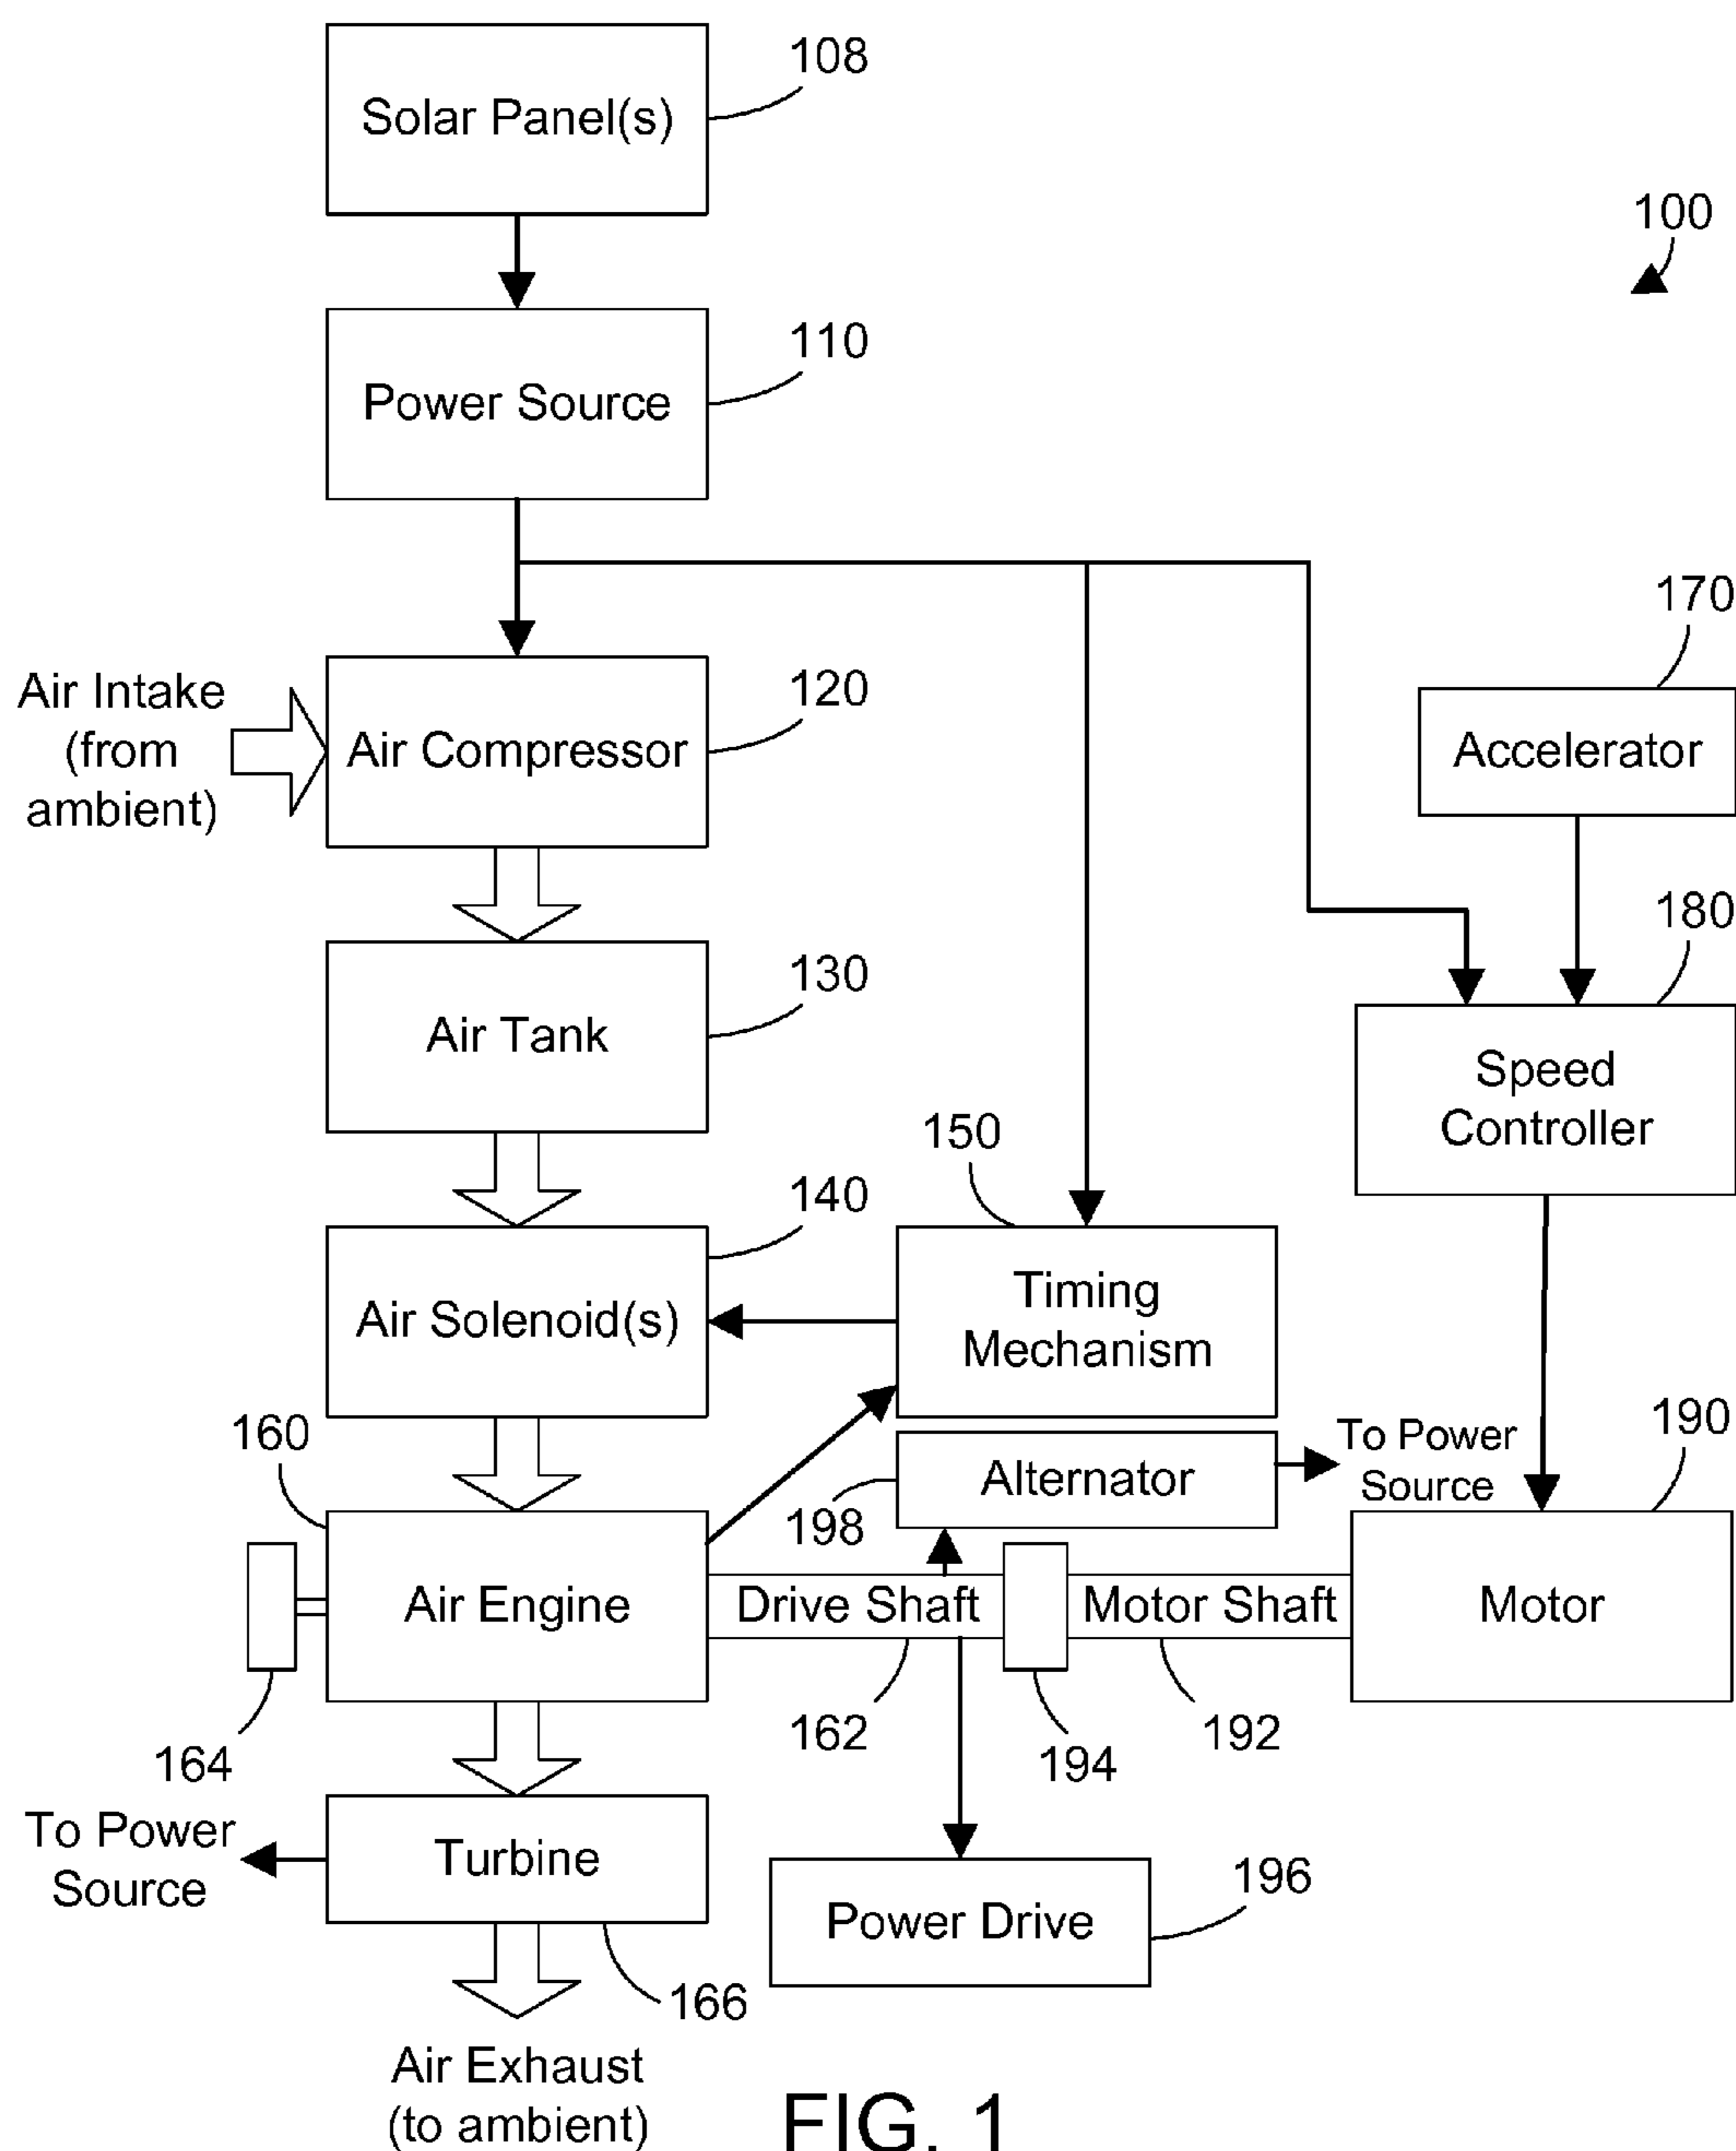 108
Solar Panel(s)
100
110
Power Source
170
Air Intake
(from
ambient)
120
Air Compressor
Accelerator
180
130
Air Tank
Speed
Controller
150
140
Air Solenoid(s)
Timing
Mechanism
160
190
To Power
Source
Alternator
198
Air Engine
Drive Shaft
Motor Shaft
Motor
164
162
194
192
To Power
Source
Turbine
196
Power Drive
166
Air Exhaust
(to ambient)
FIG. 1